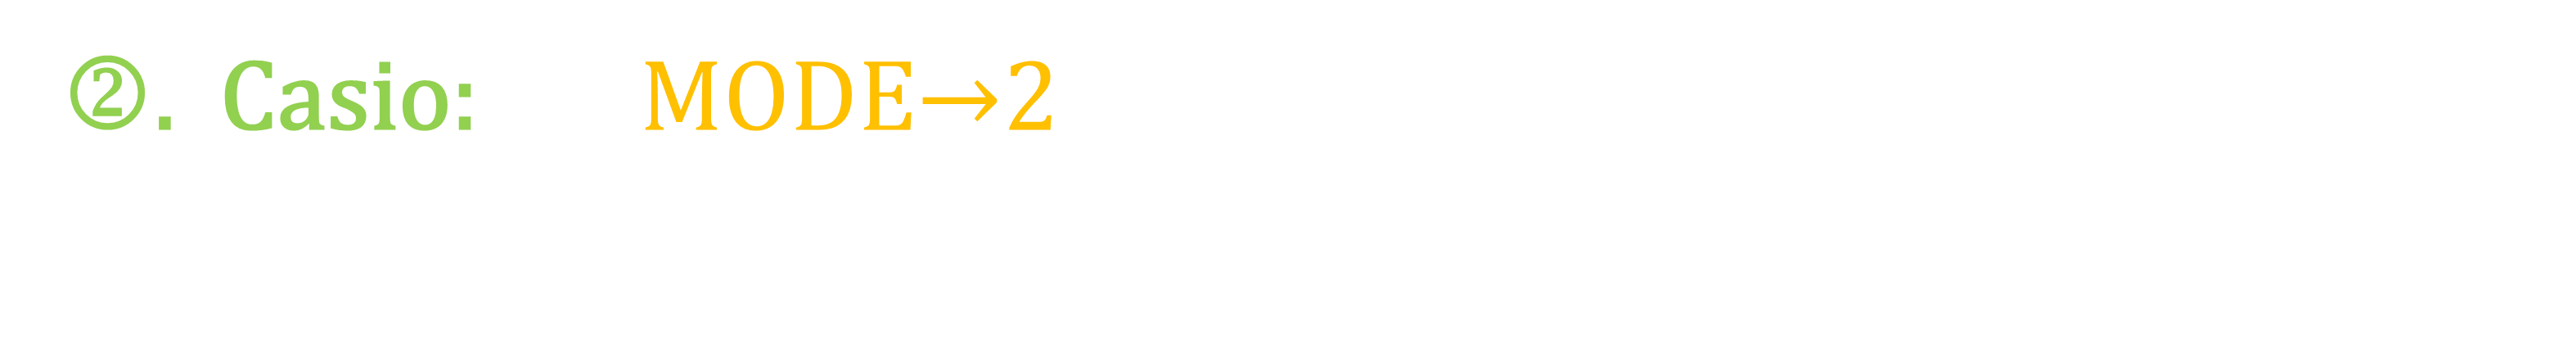 ②. Casio: MODE→2